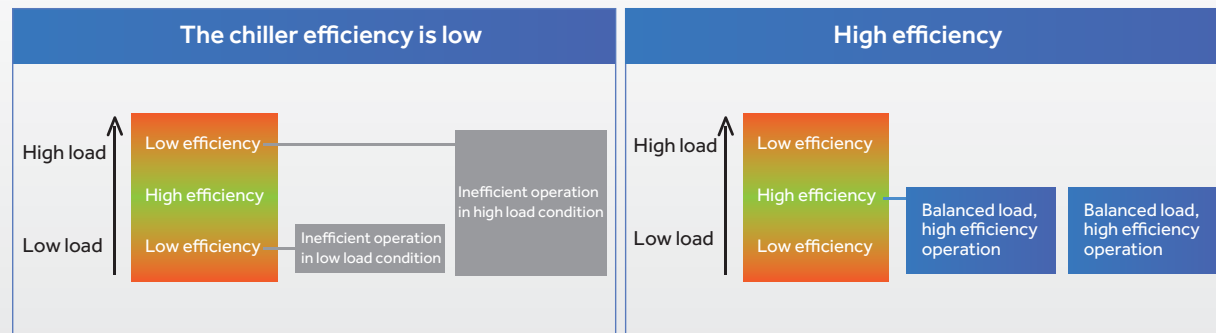 The chiller efficiency is low
High load
Low load
Low efficiency
High efficiency
Low efficiency
Inefficient operation
in low load condition
Inefficient operation
in high load condition
High efficiency
High load
Low load
Low efficiency
High efficiency
Low efficiency
Balanced load,
high efficiency
operation
Balanced load,
high efficiency
operation